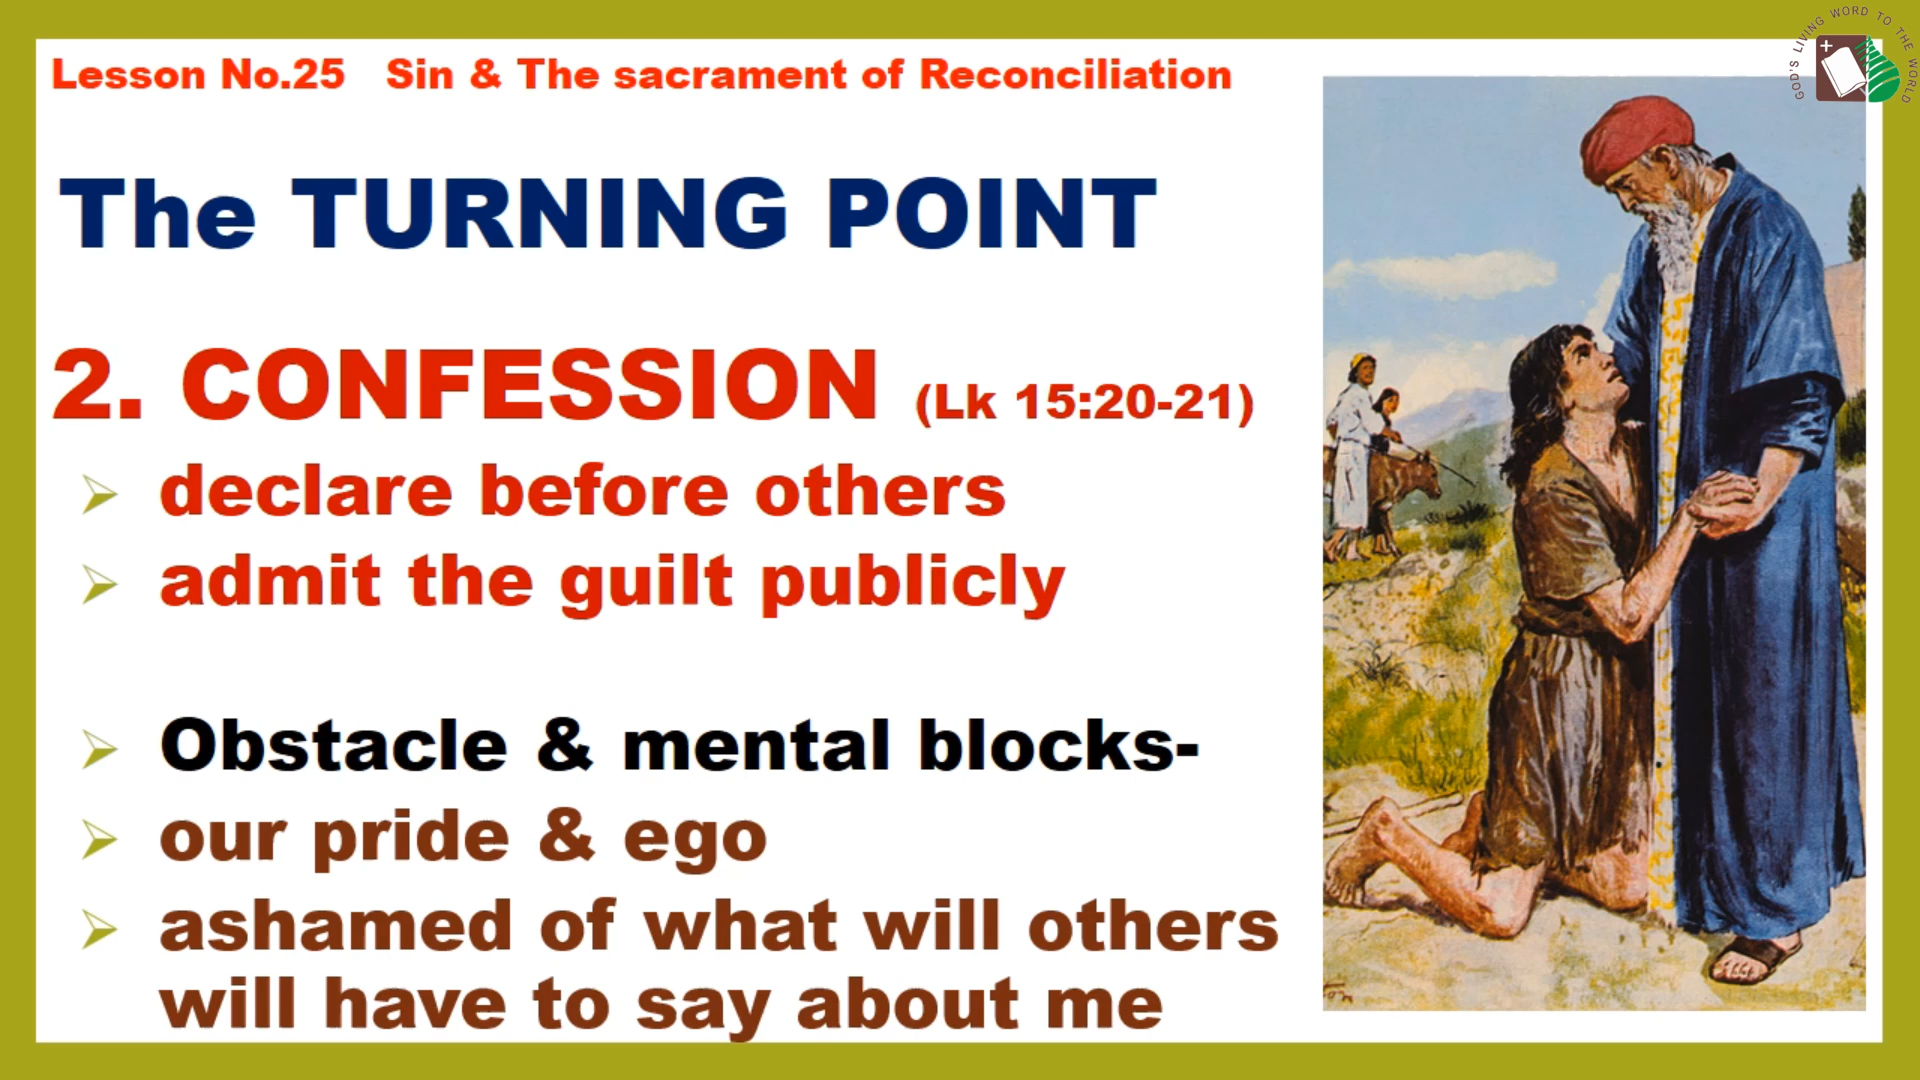 Lesson No.25 Sin & The sacrament of Reconciliation
GOD'S LIVING WORD TO THE WORLD
The TURNING POINT
2. CONFESSION (Lk 15:20-21)
declare before others
admit the guilt publicly
Obstacle & mental blocks-
our pride & ego
ashamed of what will others
will have to say about me